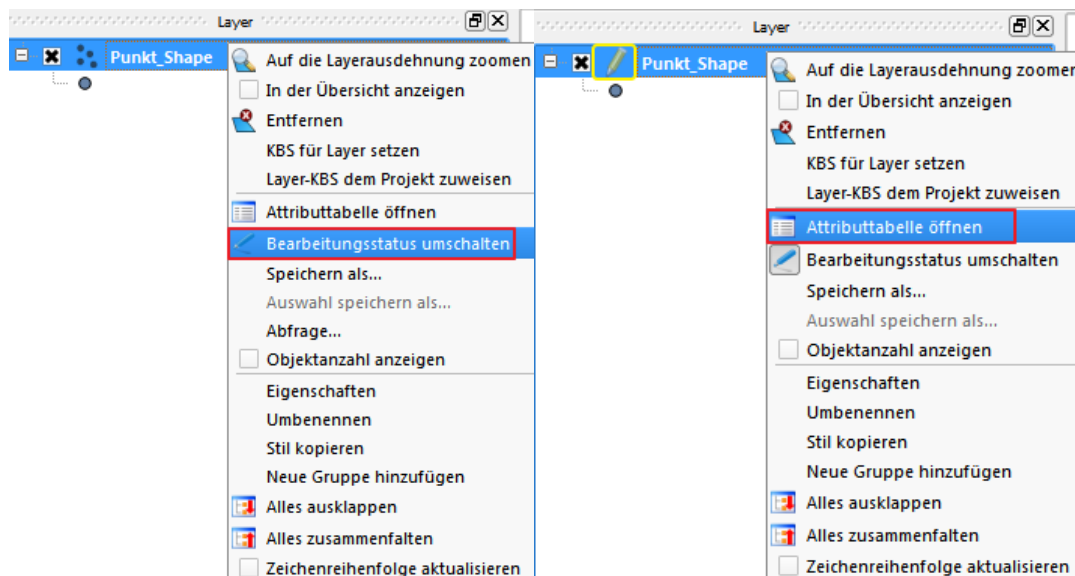 Layer
Punkt_Shape
Auf die Layerausdehnung zoomen
In der Übersicht anzeigen
Entfernen
KBS für Layer setzen
Layer-KBS dem Projekt zuweisen
Attributtabelle öffnen
Bearbeitungsstatus umschalten
Speichern als...
Auswahl speichern als...
Abfrage...
Objektanzahl anzeigen
Eigenschaften
Umbenennen
Stil kopieren
Neue Gruppe hinzufügen
Alles ausklappen
Alles zusammenfalten
Zeichenreihenfolge aktualisieren
Layer
Punkt_Shape
Auf die Layerausdehnung zoomen
In der Übersicht anzeigen
Entfernen
KBS für Layer setzen
Layer-KBS dem Projekt zuweisen
Attributtabelle öffnen
Bearbeitungsstatus umschalten
Speichern als...
Auswahl speichern als...
Objektanzahl anzeigen
Eigenschaften
Umbenennen
Stil kopieren
Neue Gruppe hinzufügen
Alles ausklappen
Alles zusammenfalten
Zeichenreihenfolge aktualisieren